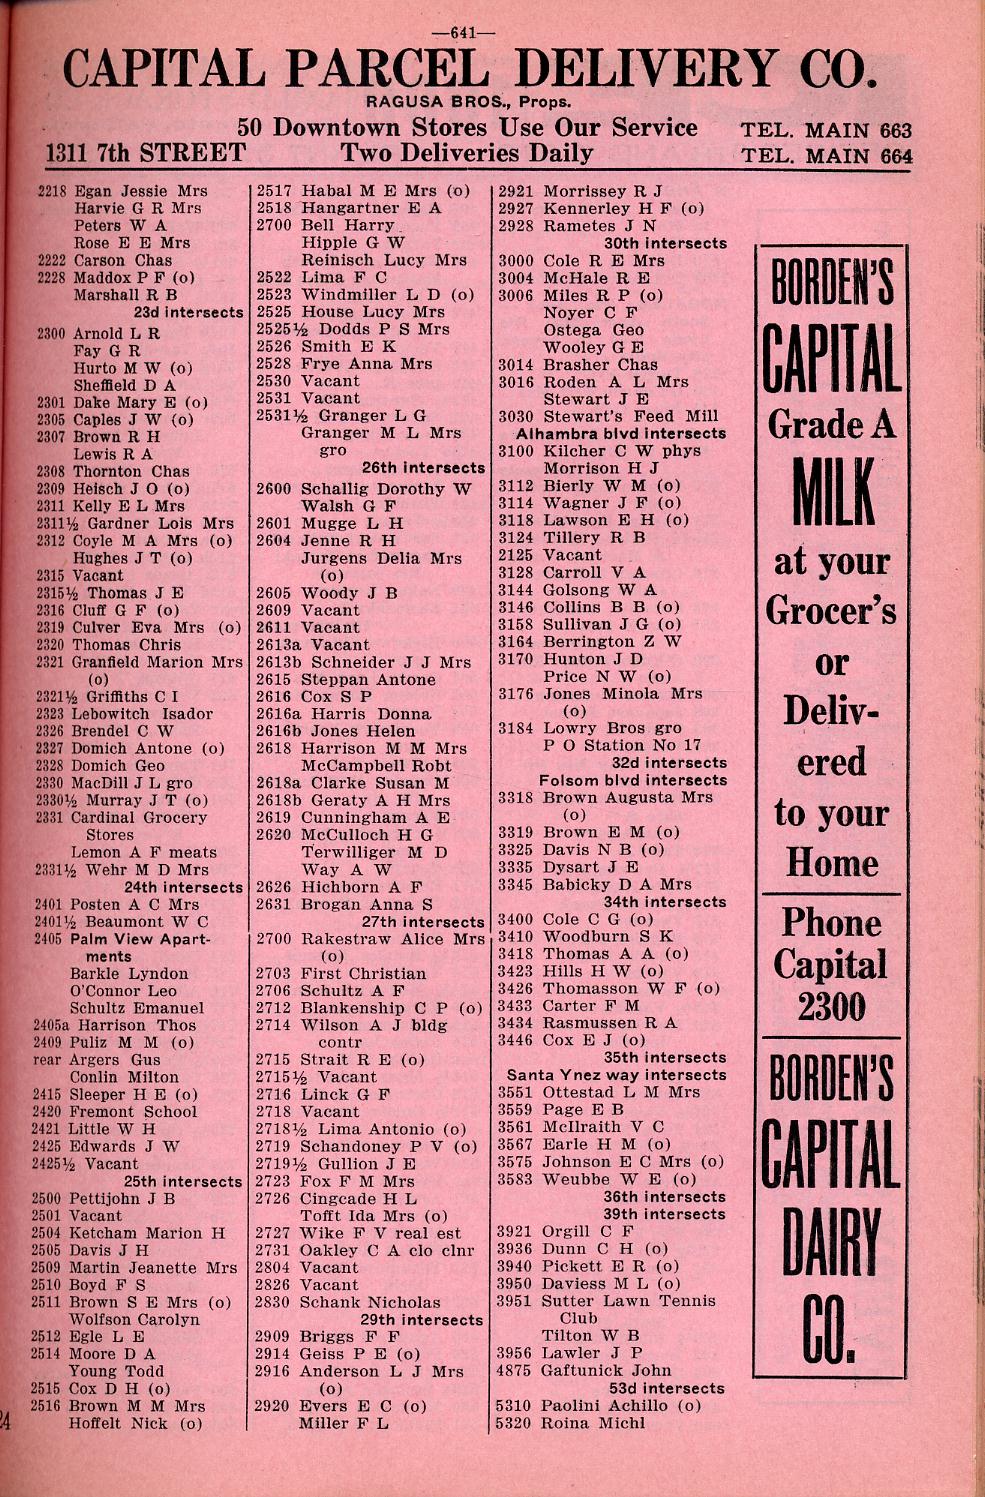 —641—
CAPITAL PARCEL DELIVERY CO.
RAGUSA BROS., Props.
50 Downtown Stores Use Our Service TEL. MAIN 663
1311 7th STREET Two Deliveries Daily TEL. MAIN 664
2218 Egan Jessie Mrs
Harvie G R Mrs
Peters W A
Rose E E Mrs
2222 Carson Chas
2228 Maddox P F (o)
Marshall R B
23d intersects
2300 Arnold L R
Fay G R
Hurto M W (o)
Sheffield D A
2301 Dake Mary E (o)
2305 Caples J W (o)
2307 Brown R H
Lewis R A
2308 Thornton Chas
2309 Heisch J O (o)
2311 Kelly E L Mrs
2311½ Gardner Lois Mrs
2312 Coyle M A Mrs (o)
Hughes J T (o)
2315 Vacant
2315½ Thomas J E
2316 Cluff G F (o)
2319 Culver Eva Mrs (o)
2320 Thomas Chris
2321 Granfield Marion Mrs
(o)
2321½ Griffiths C I
2323 Lebowitch Isador
2326 Brendel C W
2327 Domich Antone (o)
2328 Domich Geo
2330 MacDill J L gro
2330½ Murray J T (o)
2331 Cardinal Grocery
Stores
Lemon A F meats
2331½ Wehr M D Mrs
24th intersects
2401 Posten A C Mrs
2401½ Beaumont W C
2405 Palm View Apart-
ments
Barkle Lyndon
O'Connor Leo
Schultz Emanuel
2405a Harrison Thos
2409 Puliz M M (o)
rear Argers Gus
Conlin Milton
2415 Sleeper H E (o)
2420 Fremont School
2421 Little W H
2425 Edwards J W
2425½ Vacant
25th intersects
2500 Pettijohn J B
2501 Vacant
2504 Ketcham Marion H
2505 Davis J H
2509 Martin Jeanette Mrs
2510 Boyd F S
2511 Brown S E Mrs (o)
Wolfson Carolyn
2512 Egle L E
2514 Moore D A
Young Todd
2515 Cox D H (o)
2516 Brown M M Mrs
Hoffelt Nick (o)
24
2517 Habal M E Mrs (o)
2518 Hangartner E A
2700 Bell Harry
Hipple G W
Reinisch Lucy Mrs
2522 Lima F C
2523 Windmiller L D (o)
2525 House Lucy Mrs
2525½ Dodds P S Mrs
2526 Smith E K
2528 Frye Anna Mrs
2530 Vacant
2531 Vacant
2531½ Granger L G
Granger M L Mrs
gro
26th intersects
2600 Schallig Dorothy W
Walsh G F
2601 Mugge L H
2604 Jenne R H
Jurgens Delia Mrs
(o)
2605 Woody J B
2609 Vacant
2611 Vacant
2613a Vacant
2613b Schneider J J Mrs
2615 Steppan Antone
2616 Cox S P
2616a Harris Donna
2616b Jones Helen
2618 Harrison M M Mrs
McCampbell Robt
2618a Clarke Susan M
2618b Geraty A H Mrs
2619 Cunningham A E
2620 McCulloch H G
Terwilliger M D
Way A W
2626 Hichborn A F
2631 Brogan Anna S
27th intersects
2700 Rakestraw Alice Mrs
(o)
2703 First Christian
2706 Schultz A F
2712 Blankenship C P (o)
2714 Wilson A J bldg
contr
2715 Strait R E (o)
2715½ Vacant
2716 Linck G F
2718 Vacant
2718½ Lima Antonio (o)
2719 Schandoney P V (o)
2719½ Gullion J E
2723 Fox F M Mrs
2726 Cingcade H L
Tofft Ida Mrs (o)
2727 Wike F V real est
2731 Oakley C A clo clnr
2804 Vacant
2826 Vacant
2830 Schank Nicholas
29th intersects
2909 Briggs F F
2914 Geiss P E (o)
2916 Anderson L J Mrs
(o)
2920 Evers E C (o)
Miller F L
2921 Morrissey R J
2927 Kennerley H F (o)
2928 Rametes J N
30th intersects
3000 Cole R E Mrs
3004 McHale R E
3006 Miles R P (o)
Noyer C F
Ostega Geo
Wooley G E
3014 Brasher Chas
3016 Roden A L Mrs
Stewart J E
3030 Stewart's Feed Mill
Alhambra blvd intersects
3100 Kilcher C W phys
Morrison H J
3112 Bierly W M (o)
3114 Wagner J F (o)
3118 Lawson E H (o)
3124 Tillery R B
2125 Vacant
3128 Carroll V A
3144 Golsong W A
3146 Collins B B (o)
3158 Sullivan J G (o)
3164 Berrington Z W
3170 Hunton J D
Price N W (o)
3176 Jones Minola Mrs
(o)
3184 Lowry Bros gro
P O Station No 17
32d intersects
Folsom blvd intersects
3318 Brown Augusta Mrs
(o)
3319 Brown E M (o)
3325 Davis N B (o)
3335 Dysart J E
3345 Babicky D A Mrs
34th intersects
3400 Cole C G (o)
3410 Woodburn S K
3418 Thomas A A (o)
3423 Hills H W (o)
3426 Thomasson W F (o)
3433 Carter F M
3434 Rasmussen R A
3446 Cox E J (o)
35th intersects
Santa Ynez way intersects
3551 Ottestad L M Mrs
3559 Page E B
3561 McIlraith V C
3567 Earle H M (o)
3575 Johnson E C Mrs (o)
3583 Weubbe W E (o)
36th intersects
39th intersects
3921 Orgill C F
3936 Dunn C H (o)
3940 Pickett E R (o)
3950 Daviess M L (o)
3951 Sutter Lawn Tennis
Club
Tilton W B
3956 Lawler J P
4875 Gaftunick John
53d intersects
5310 Paolini Achillo (o)
5320 Roina Michl
BORDEN'S
CAPITAL
Grade A
MILK
at your
Grocer's
or
Deliv-
ered
to your
Home
Phone
Capital
2300
BORDEN'S
CAPITAL
DAIRY
CO.